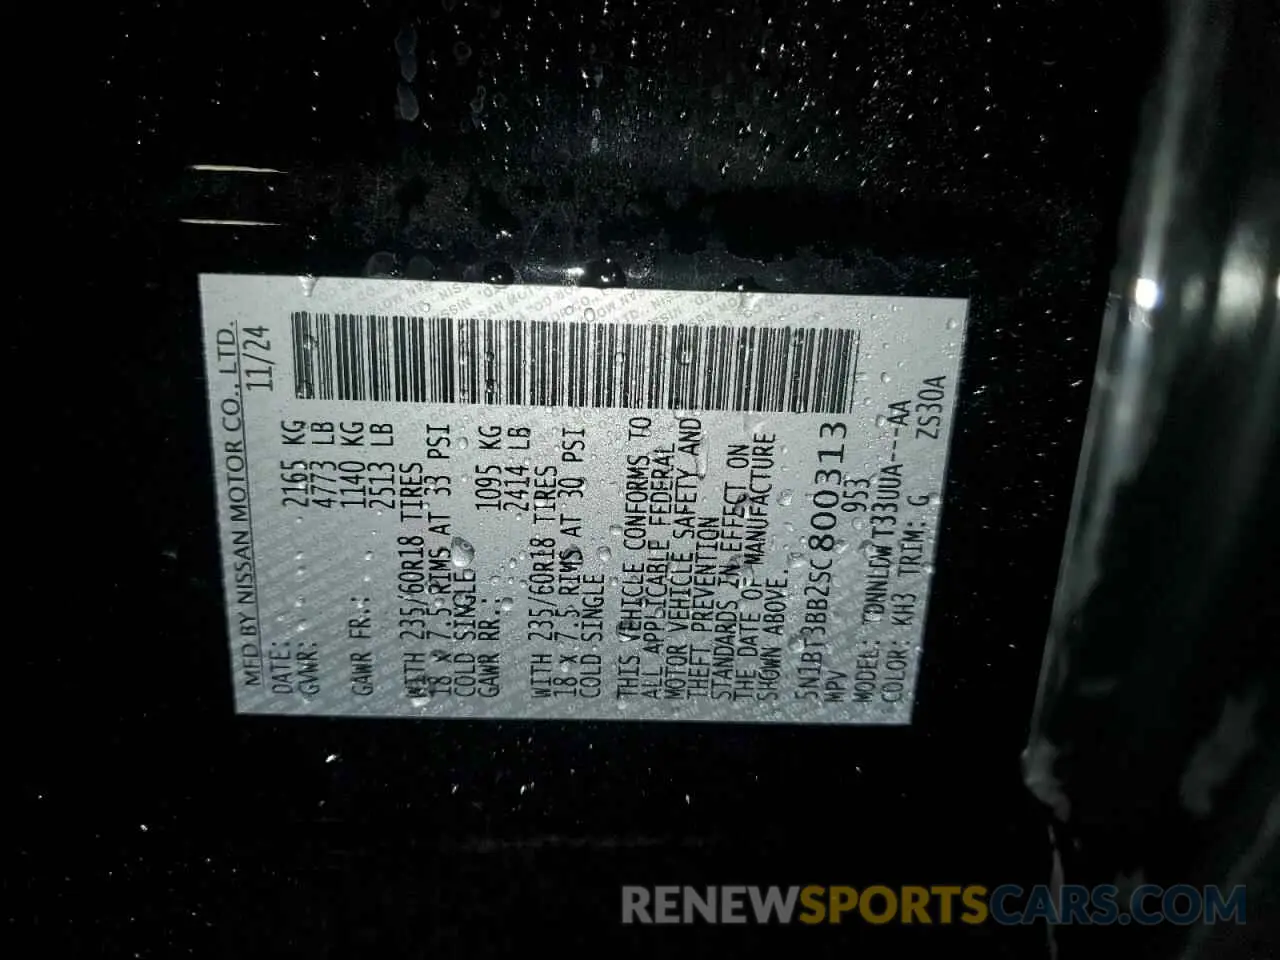 MFD BY NISSAN MOTOR CO., LTD.
DATE: 11/24
GVWR: 2165 KG
4773 LB
GAWR FR.: 1140 KG
2513 LB
WITH 235/60R18 TIRES
18 x 7.5 RIMS AT 33 PSI
COLD SINGLE
GAWR RR.: 1095 KG
2414 LB
WITH 235/60R18 TIRES
18 x 7.5 RIMS AT 30 PSI
COLD SINGLE
THIS VEHICLE CONFORMS TO
ALL APPLICABLE FEDERAL
MOTOR VEHICLE SAFETY AND
THEFT PREVENTION
STANDARDS IN EFFECT ON
THE DATE OF MANUFACTURE
SHOWN ABOVE.
5N1BT3BB2SC800313
MPV 953
MODEL: TDNNLDWT33UUA----AA
COLOR: KH3 TRIM: G ZS30A
RENEWSPORTSCARS.COM